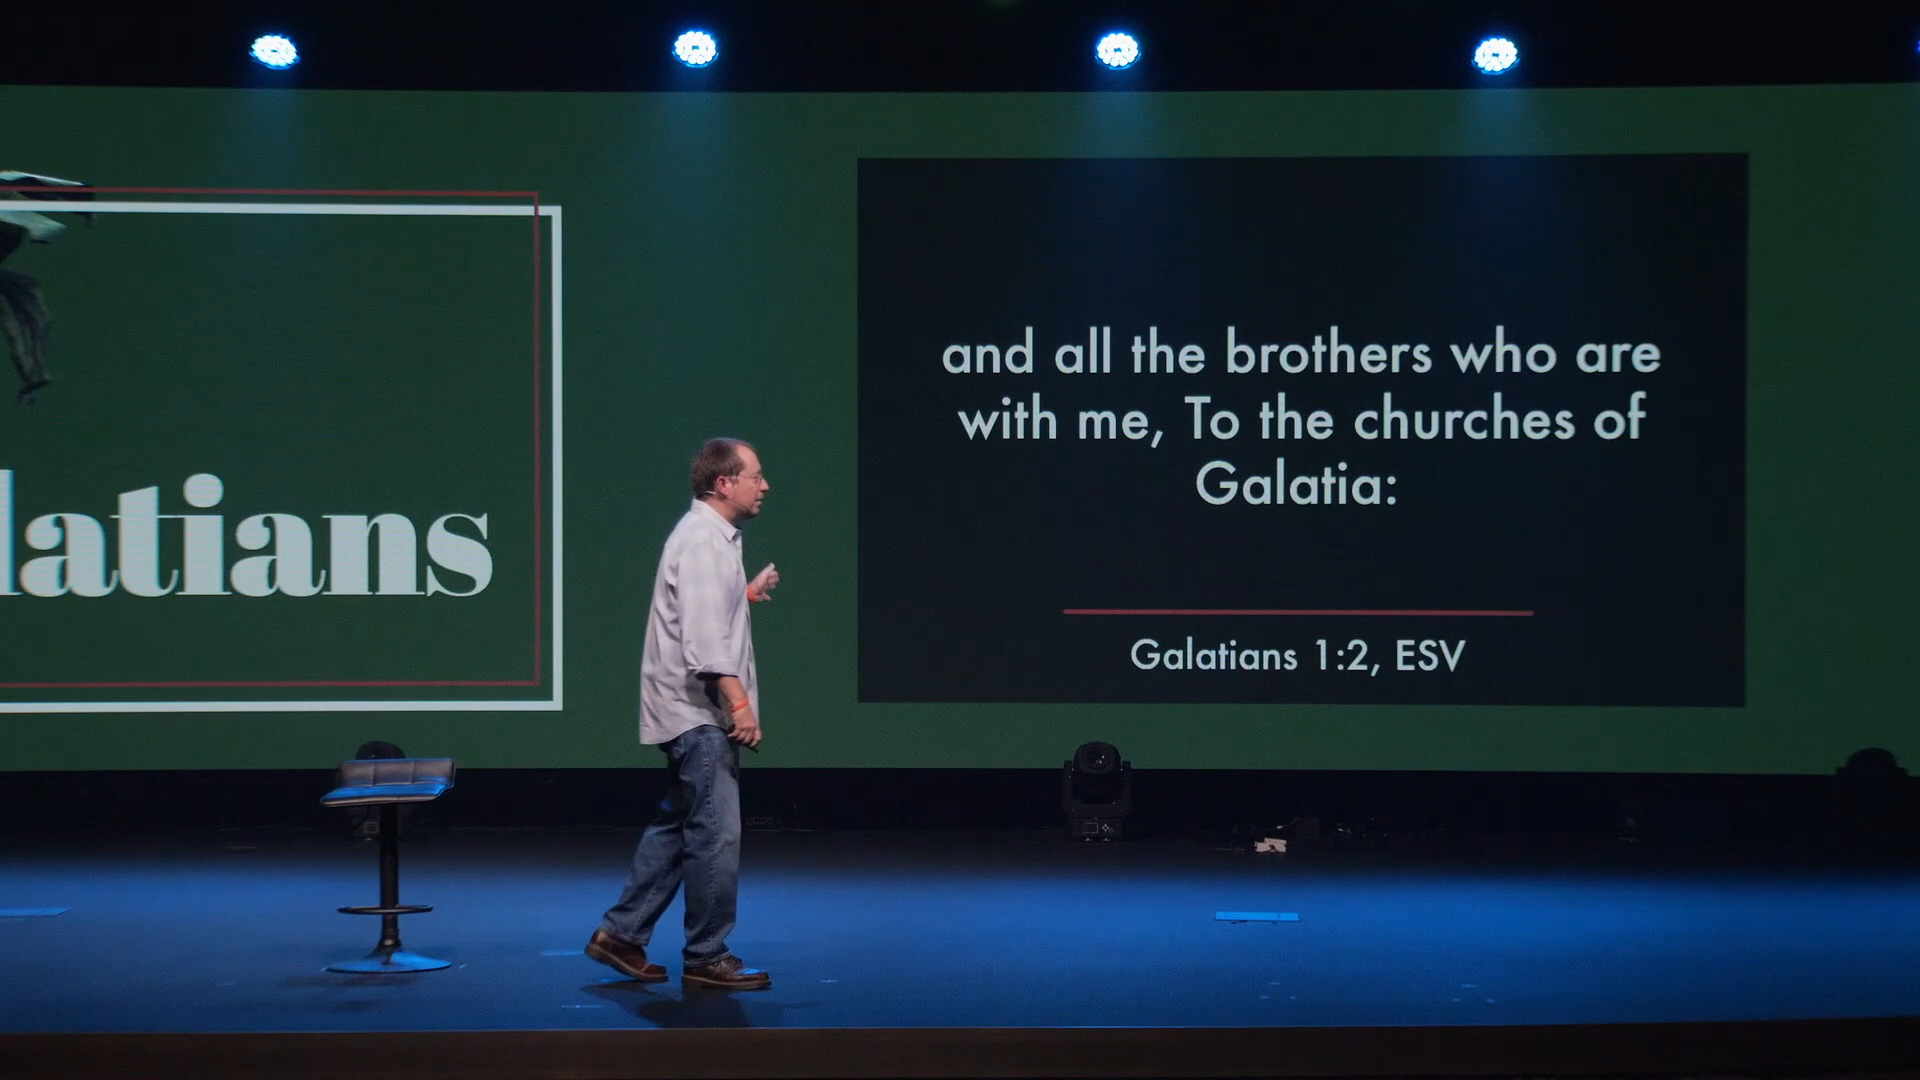 latians
and all the brothers who are
with me, To the churches of
Galatia:
Galatians 1:2, ESV